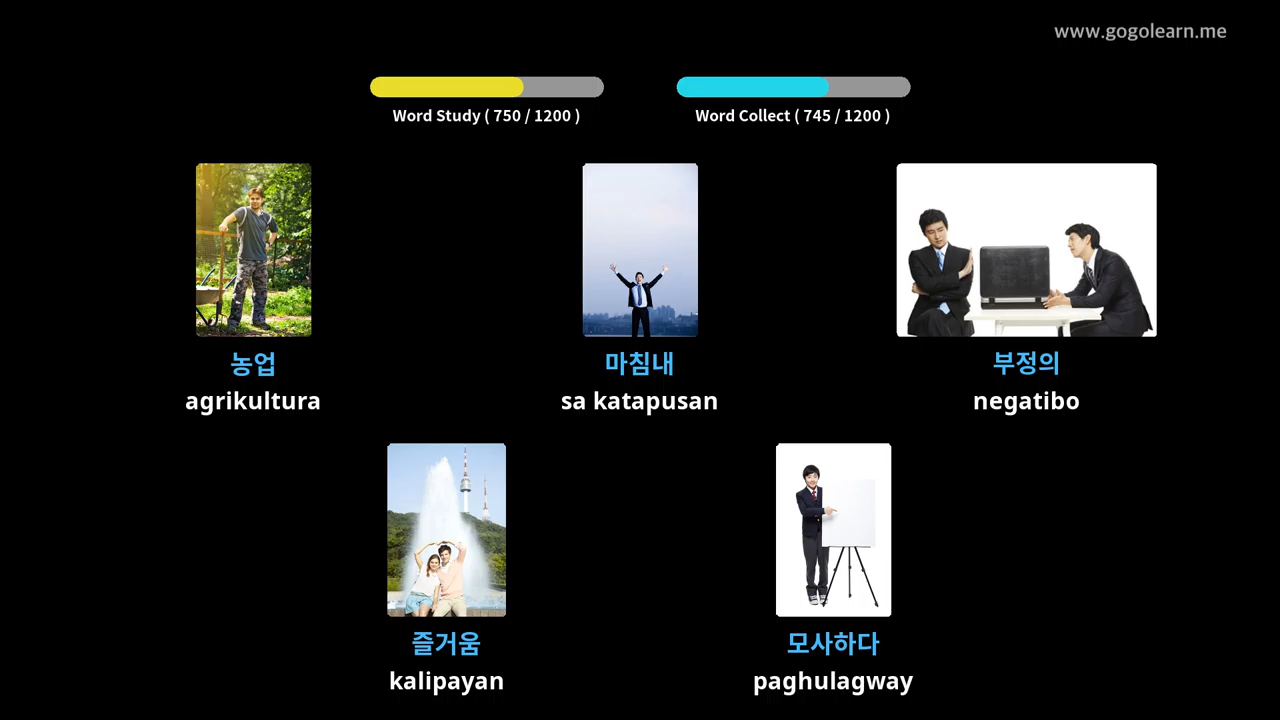 www.gogolearn.me
Word Study ( 750 / 1200 )
Word Collect ( 745 / 1200 )
농업
agrikultura
마침내
sa katapusan
부정의
negatibo
즐거움
kalipayan
모사하다
paghulagway